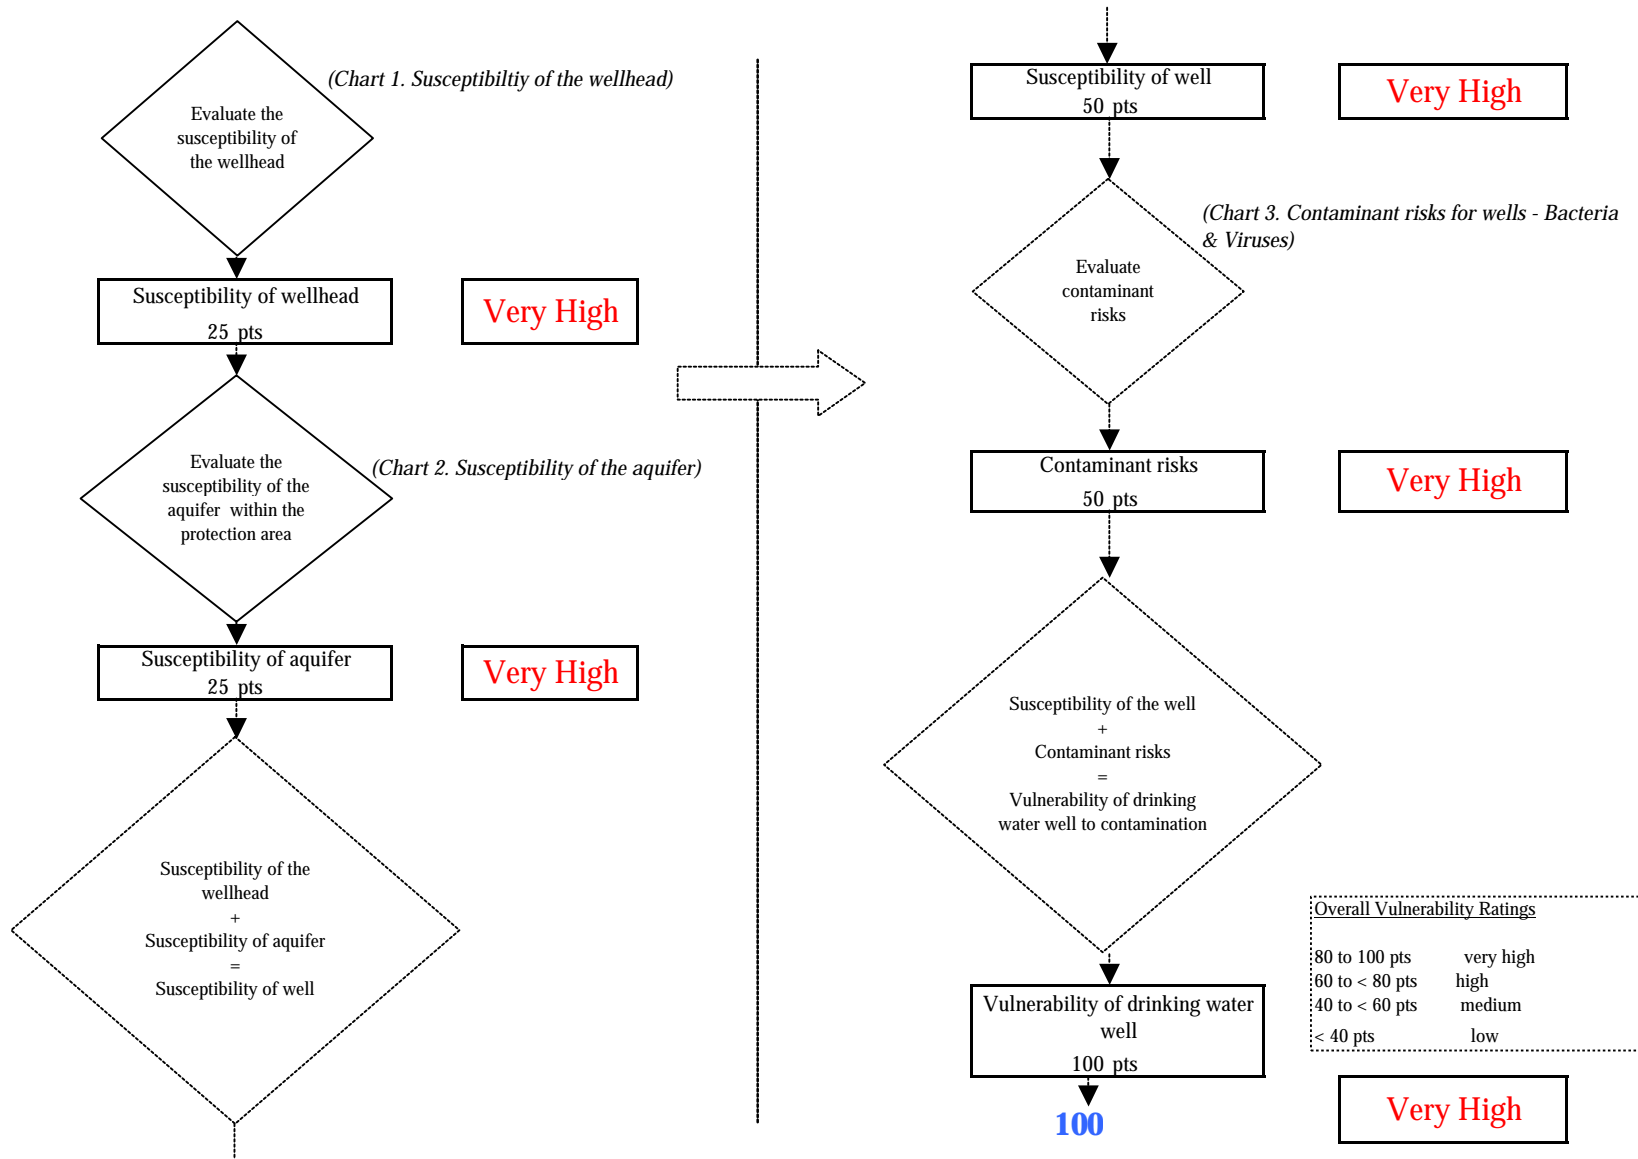 (Chart 1. Susceptibiltiy of the wellhead)
Evaluate the
susceptibility of
the wellhead
Susceptibility of wellhead
25 pts
Very High
Evaluate the
susceptibility of the
aquifer within the
protection area
(Chart 2. Susceptibility of the aquifer)
Susceptibility of aquifer
25 pts
Very High
Susceptibility of the
wellhead
+
Susceptibility of aquifer
=
Susceptibility of well
Susceptibility of well
50 pts
Very High
(Chart 3. Contaminant risks for wells - Bacteria
& Viruses)
Evaluate
contaminant
risks
Contaminant risks
50 pts
Very High
Susceptibility of the well
+
Contaminant risks
=
Vulnerability of drinking
water well to contamination
Overall Vulnerability Ratings
80 to 100 pts very high
60 to < 80 pts high
40 to < 60 pts medium
< 40 pts low
Vulnerability of drinking water
well
100 pts
100
Very High